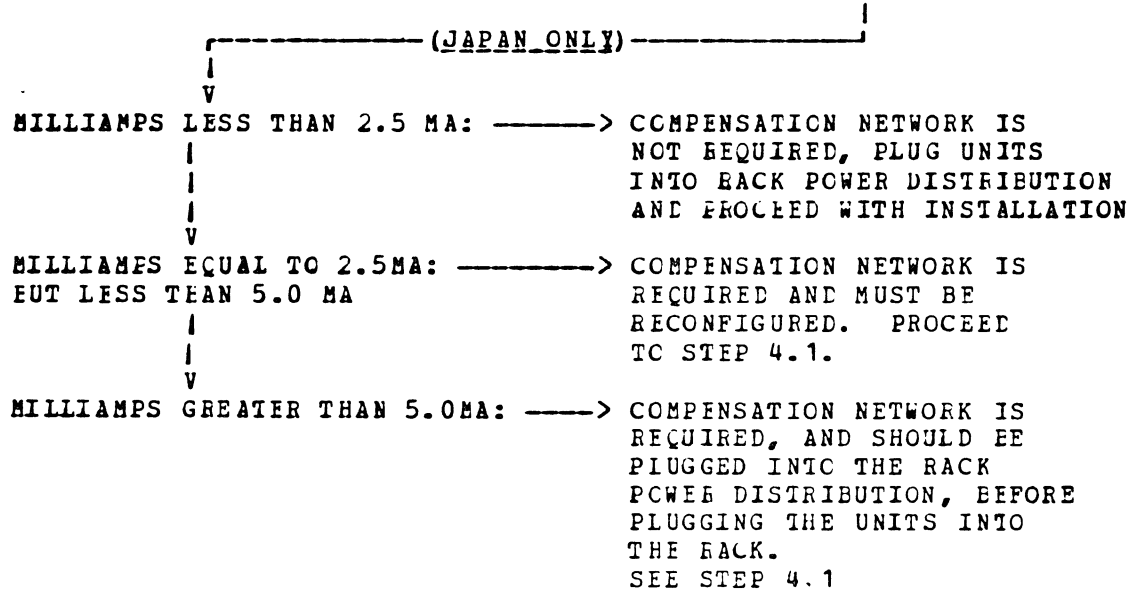 (JAPAN ONLY)
MILLIAMPS LESS THAN 2.5 MA: ------> COMPENSATION NETWORK IS
NOT REQUIRED, PLUG UNITS
INTO RACK POWER DISTRIBUTION
AND PROCEED WITH INSTALLATION
MILLIAMPS EQUAL TO 2.5MA: -------> COMPENSATION NETWORK IS
BUT LESS THAN 5.0 MA REQUIRED AND MUST BE
RECONFIGURED. PROCEED
TO STEP 4.1.
MILLIAMPS GREATER THAN 5.0MA: ----> COMPENSATION NETWORK IS
REQUIRED, AND SHOULD BE
PLUGGED INTO THE RACK
POWER DISTRIBUTION, BEFORE
PLUGGING THE UNITS INTO
THE RACK.
SEE STEP 4.1